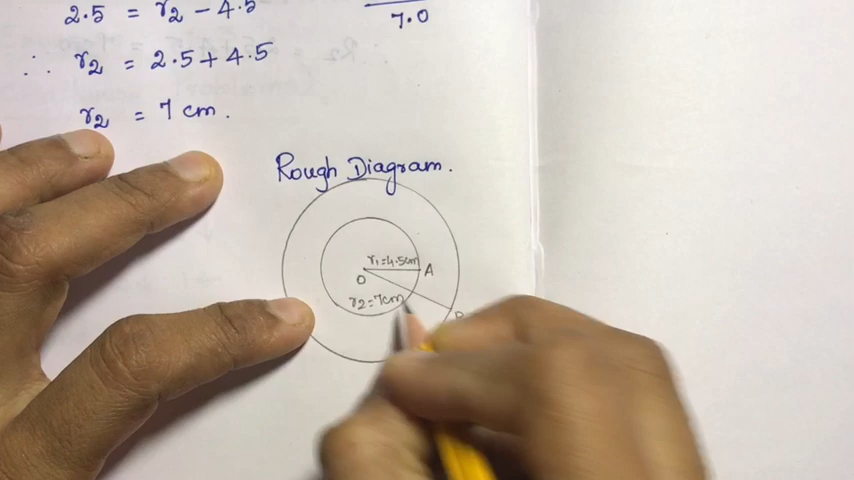 2.5 = r2 - 4.5
7.0
∴ r2 = 2.5 + 4.5
r2 = 7 cm.
Rough Diagram.
r1=4.5cm
A
O
r2=7cm